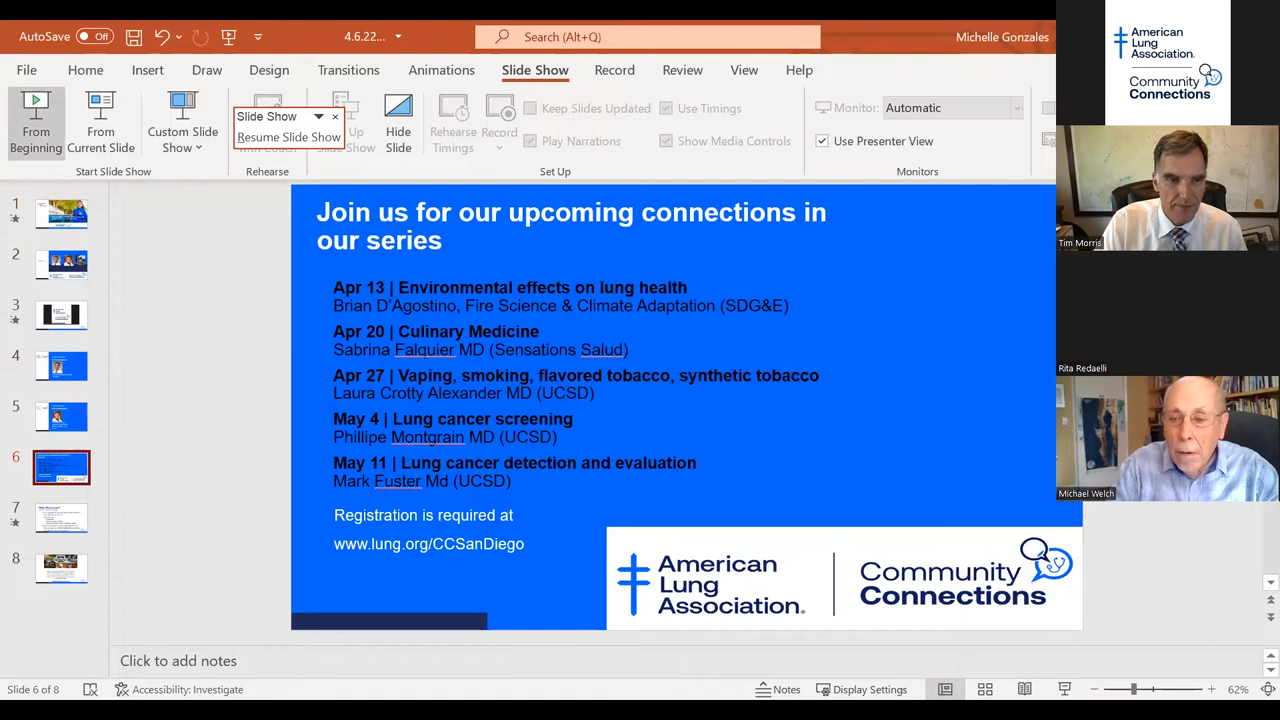 AutoSave Off
4.6.22...
Search (Alt+Q)
Michelle Gonzales
File Home Insert Draw Design Transitions Animations Slide Show Record Review View Help
From Beginning
From Current Slide
Custom Slide Show
Start Slide Show
Slide Show
Resume Slide Show
Rehearse
Hide Slide
Rehearse Timings
Record
Keep Slides Updated
Play Narrations
Use Timings
Show Media Controls
Set Up
Monitor: Automatic
Use Presenter View
Monitors
American
Lung
Association.
Community
Connections
Tim Morris
Rita Redaelli
Michael Welch
1
2
3
4
5
6
7
8
Join us for our upcoming connections in
our series
Apr 13 | Environmental effects on lung health
Brian D'Agostino, Fire Science & Climate Adaptation (SDG&E)
Apr 20 | Culinary Medicine
Sabrina Falquier MD (Sensations Salud)
Apr 27 | Vaping, smoking, flavored tobacco, synthetic tobacco
Laura Crotty Alexander MD (UCSD)
May 4 | Lung cancer screening
Phillipe Montgrain MD (UCSD)
May 11 | Lung cancer detection and evaluation
Mark Fuster Md (UCSD)
Registration is required at
www.lung.org/CCSanDiego
American
Lung
Association®
Community
Connections
Click to add notes
Slide 6 of 8
Accessibility: Investigate
Notes
Display Settings
62%